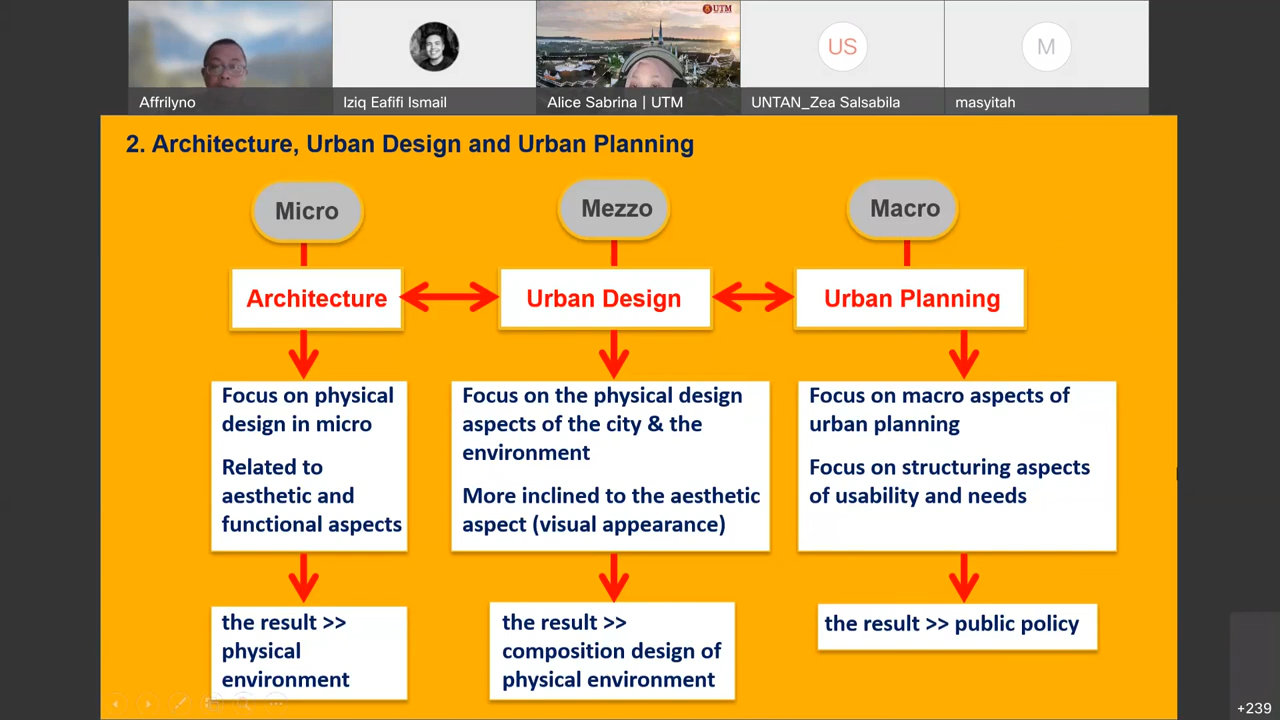 UTM
US
M
Affrilyno
Iziq Eafifi Ismail
Alice Sabrina | UTM
UNTAN_Zea Salsabila
masyitah
2. Architecture, Urban Design and Urban Planning
Micro
Mezzo
Macro
Architecture
Urban Design
Urban Planning
Focus on physical
design in micro
Related to
aesthetic and
functional aspects
Focus on the physical design
aspects of the city & the
environment
More inclined to the aesthetic
aspect (visual appearance)
Focus on macro aspects of
urban planning
Focus on structuring aspects
of usability and needs
the result >>
physical
environment
the result >>
composition design of
physical environment
the result >> public policy
+239